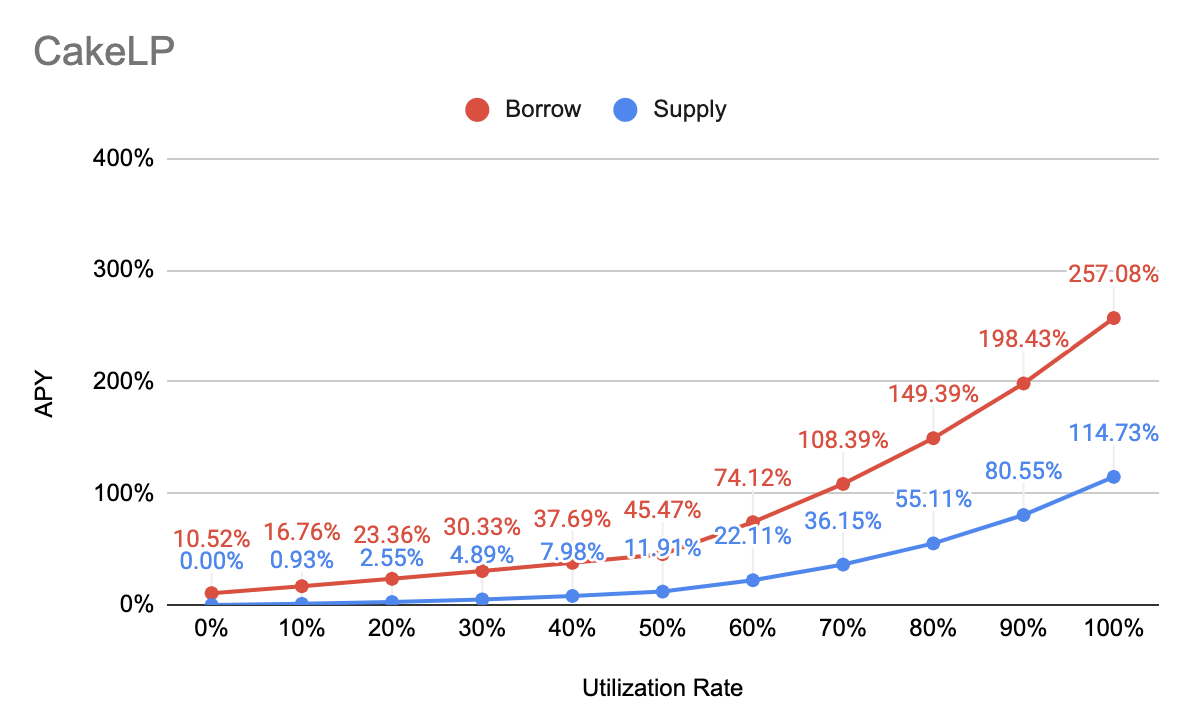 CakeLP
Borrow Supply
400%
300%
200%
100%
0%
APY
10.52% 16.76% 23.36% 30.33% 37.69% 45.47% 74.12% 108.39% 149.39% 198.43% 257.08%
0.00% 0.93% 2.55% 4.89% 7.98% 11.91% 22.11% 36.15% 55.11% 80.55% 114.73%
0% 10% 20% 30% 40% 50% 60% 70% 80% 90% 100%
Utilization Rate